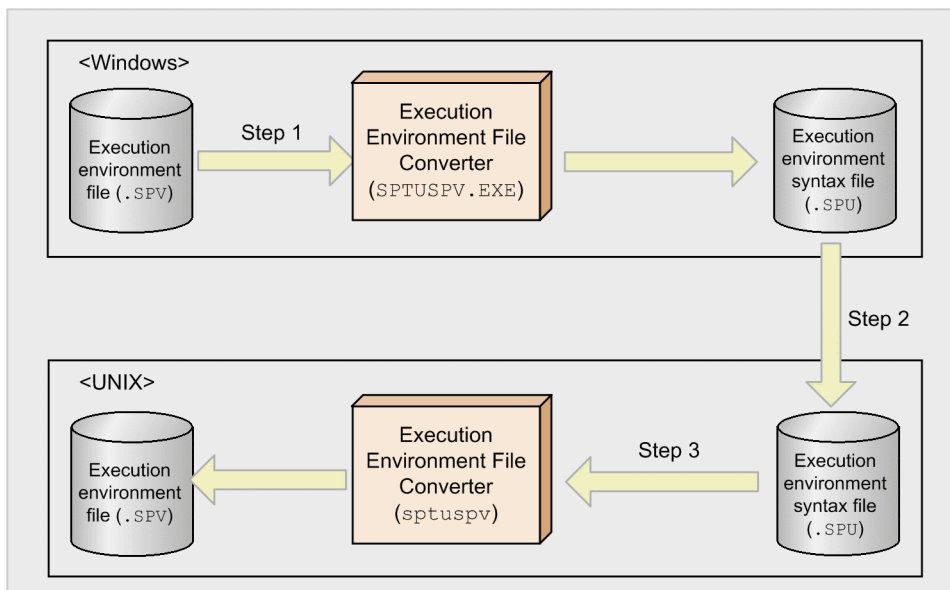 <Windows>
Execution
environment
file (.SPV)
Step 1
Execution
Environment File
Converter
(SPTUSPV.EXE)
Execution
environment
syntax file
(.SPU)
Step 2
<UNIX>
Execution
environment
file (.SPV)
Execution
Environment File
Converter
(sptuspv)
Step 3
Execution
environment
syntax file
(.SPU)